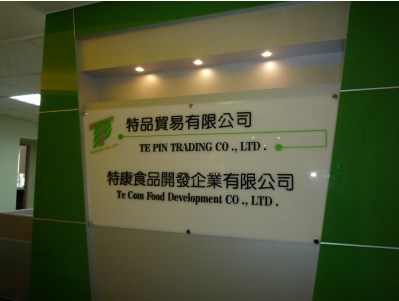 特品貿易有限公司
TE PIN TRADING CO ., LTD .
特康食品開發企業有限公司
Te Com Food Development CO ., LTD .